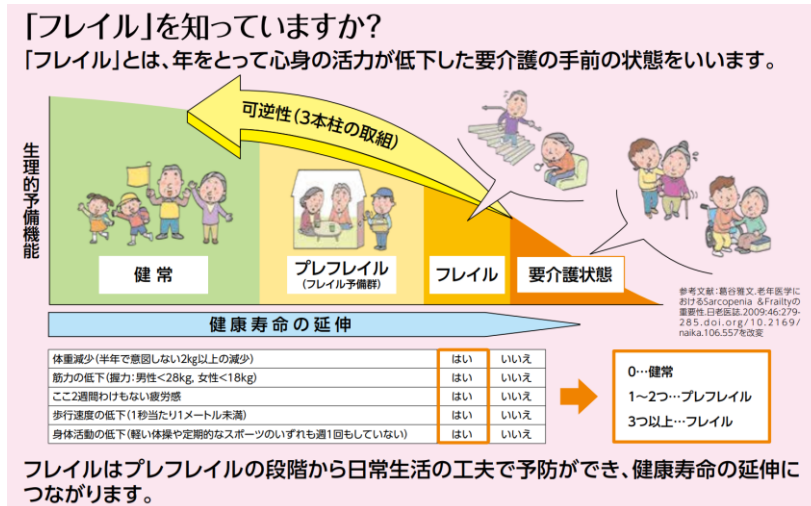 「フレイル」を知っていますか?
「フレイル」とは、年をとって心身の活力が低下した要介護の手前の状態をいいます。
可逆性(3本柱の取組)
生理的予備機能
健常
プレフレイル
(フレイル予備群)
フレイル
要介護状態
参考文献:葛谷雅文.老年医学に
おけるSarcopenia &Frailtyの
重要性.日老医誌.2009:46:279-
285.doi.org/10.2169/
naika.106.557を改変
健康寿命の延伸
体重減少(半年で意図しない2kg以上の減少) はい いいえ
筋力の低下(握力:男性<28kg, 女性<18kg) はい いいえ
ここ2週間わけもない疲労感 はい いいえ
歩行速度の低下(1秒当たり1メートル未満) はい いいえ
身体活動の低下(軽い体操や定期的なスポーツのいずれも週1回もしていない) はい いいえ
0…健常
1～2つ…プレフレイル
3つ以上…フレイル
フレイルはプレフレイルの段階から日常生活の工夫で予防ができ、健康寿命の延伸に
つながります。